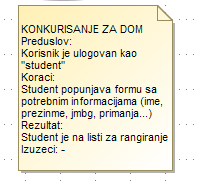 KONKURISANJE ZA DOM
Preduslov:
Korisnik je ulogovan kao
"student"
Koraci:
Student popunjava formu sa
potrebnim informacijama (ime,
prezinme, jmbg, primanja...)
Rezultat:
Student je na listi za rangiranje
Izuzeci: -